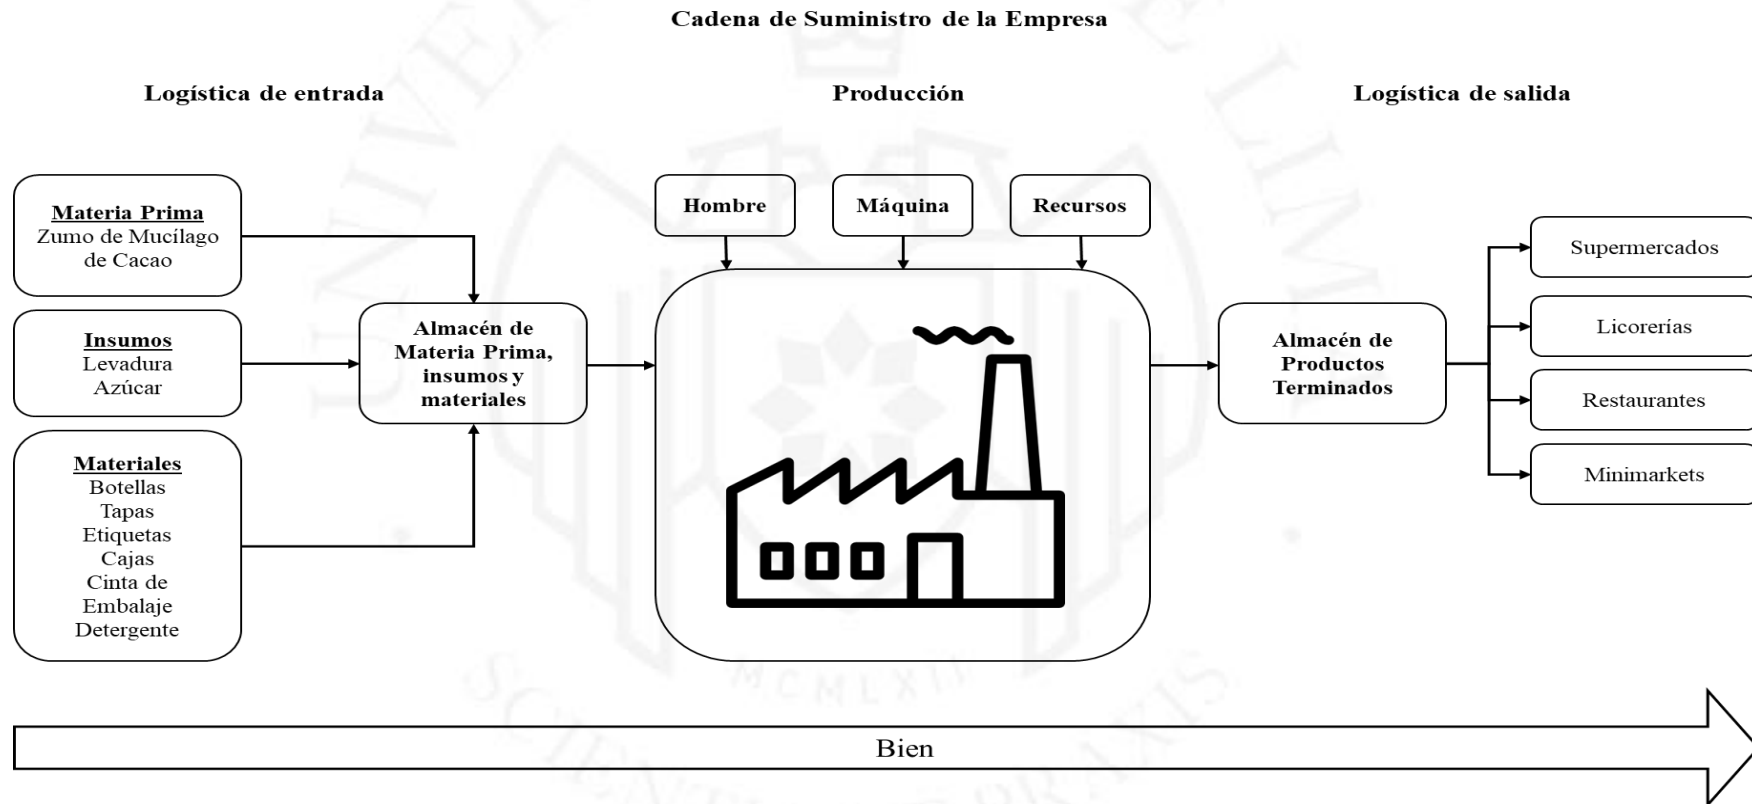 Cadena de Suministro de la Empresa
Logística de entrada
Producción
Logística de salida
Materia Prima
Zumo de Mucílago
de Cacao
Insumos
Levadura
Azúcar
Materiales
Botellas
Tapas
Etiquetas
Cajas
Cinta de
Embalaje
Detergente
Almacén de
Materia Prima,
insumos y
materiales
Hombre
Máquina
Recursos
Almacén de
Productos
Terminados
Supermercados
Licorerías
Restaurantes
Minimarkets
Bien
MCMLXII